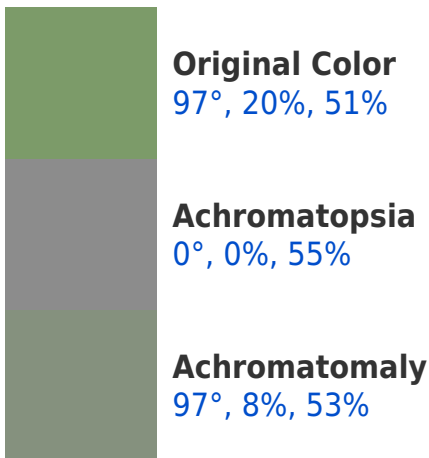 Original Color
97°, 20%, 51%
Achromatopsia
0°, 0%, 55%
Achromatomaly
97°, 8%, 53%